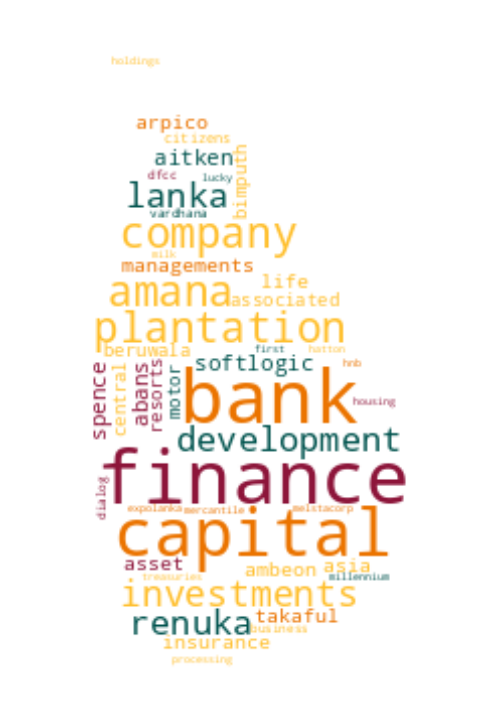 holdings
arpico
citizens
aitken
dfcc lucky
lanka bimputh
vardhana
company
milk
managements
life
amana associated
plantation
beruwala first hatton
softlogic hnb
spence central abans resorts motor bank housing
development
finance
dialog
expolanka mercantile melstacorp
capital
asset ambeon asia
treasuries millennium
investments
renuka takaful
business
insurance
processing